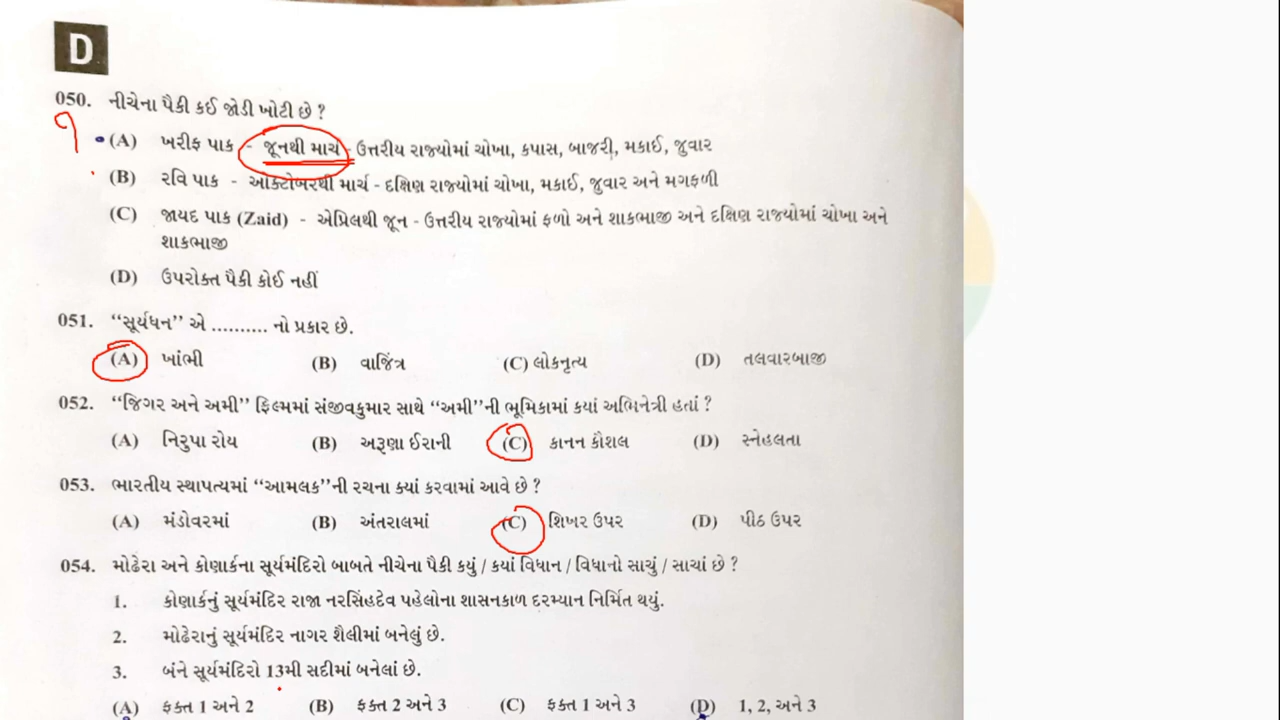 D
050. નીચેના પૈકી કઈ જોડી ખોટી છે ?
(A) ખરીફ પાક - જૂનથી માર્ચ - ઉત્તરીય રાજ્યોમાં ચોખા, કપાસ, બાજરી, મકાઈ, જુવાર
(B) રવિ પાક - ઑક્ટોબરથી માર્ચ - દક્ષિણ રાજ્યોમાં ચોખા, મકાઈ, જુવાર અને મગફળી
(C) જાયદ પાક (Zaid) - એપ્રિલથી જૂન - ઉત્તરીય રાજ્યોમાં ફળો અને શાકભાજી અને દક્ષિણ રાજ્યોમાં ચોખા અને
શાકભાજી
(D) ઉપરોક્ત પૈકી કોઈ નહીં
051. “સૂર્યધન” એ .......... નો પ્રકાર છે.
(A) ખાંભી (B) વાજિંત્ર (C) લોકનૃત્ય (D) તલવારબાજી
052. “જિગર અને અમી” ફિલ્મમાં સંજીવકુમાર સાથે “અમી”ની ભૂમિકામાં કયાં અભિનેત્રી હતાં ?
(A) નિરુપા રોય (B) અરૂણા ઈરાની (C) કાનન કૌશલ (D) સ્નેહલતા
053. ભારતીય સ્થાપત્યમાં “આમલક”ની રચના ક્યાં કરવામાં આવે છે ?
(A) મંડોવરમાં (B) અંતરાલમાં (C) શિખર ઉપર (D) પીઠ ઉપર
054. મોઢેરા અને કોણાર્કના સૂર્યમંદિરો બાબતે નીચેના પૈકી કયું / કયાં વિધાન / વિધાનો સાચું / સાચાં છે ?
1. કોણાર્કનું સૂર્યમંદિર રાજા નરસિંહદેવ પહેલોના શાસનકાળ દરમ્યાન નિર્મિત થયું.
2. મોઢેરાનું સૂર્યમંદિર નાગર શૈલીમાં બનેલું છે.
3. બંને સૂર્યમંદિરો 13મી સદીમાં બનેલાં છે.
(A) ફક્ત 1 અને 2 (B) ફક્ત 2 અને 3 (C) ફક્ત 1 અને 3 (D) 1, 2, અને 3